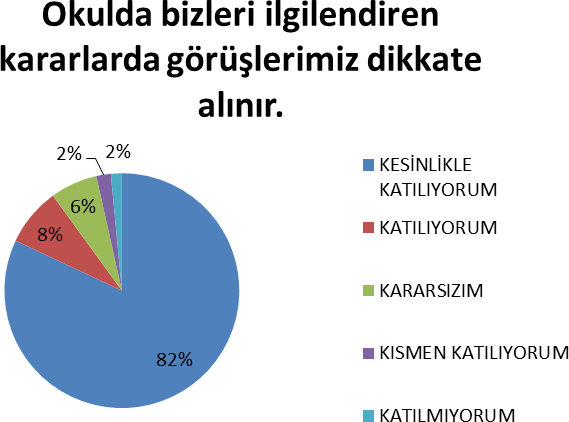 Okulda bizleri ilgilendiren
kararlarda görüşlerimiz dikkate
alınır.
2%
2%
6%
8%
82%
KESİNLİKLE
KATILIYORUM
KATILIYORUM
KARARSIZIM
KISMEN KATILIYORUM
KATILMIYORUM